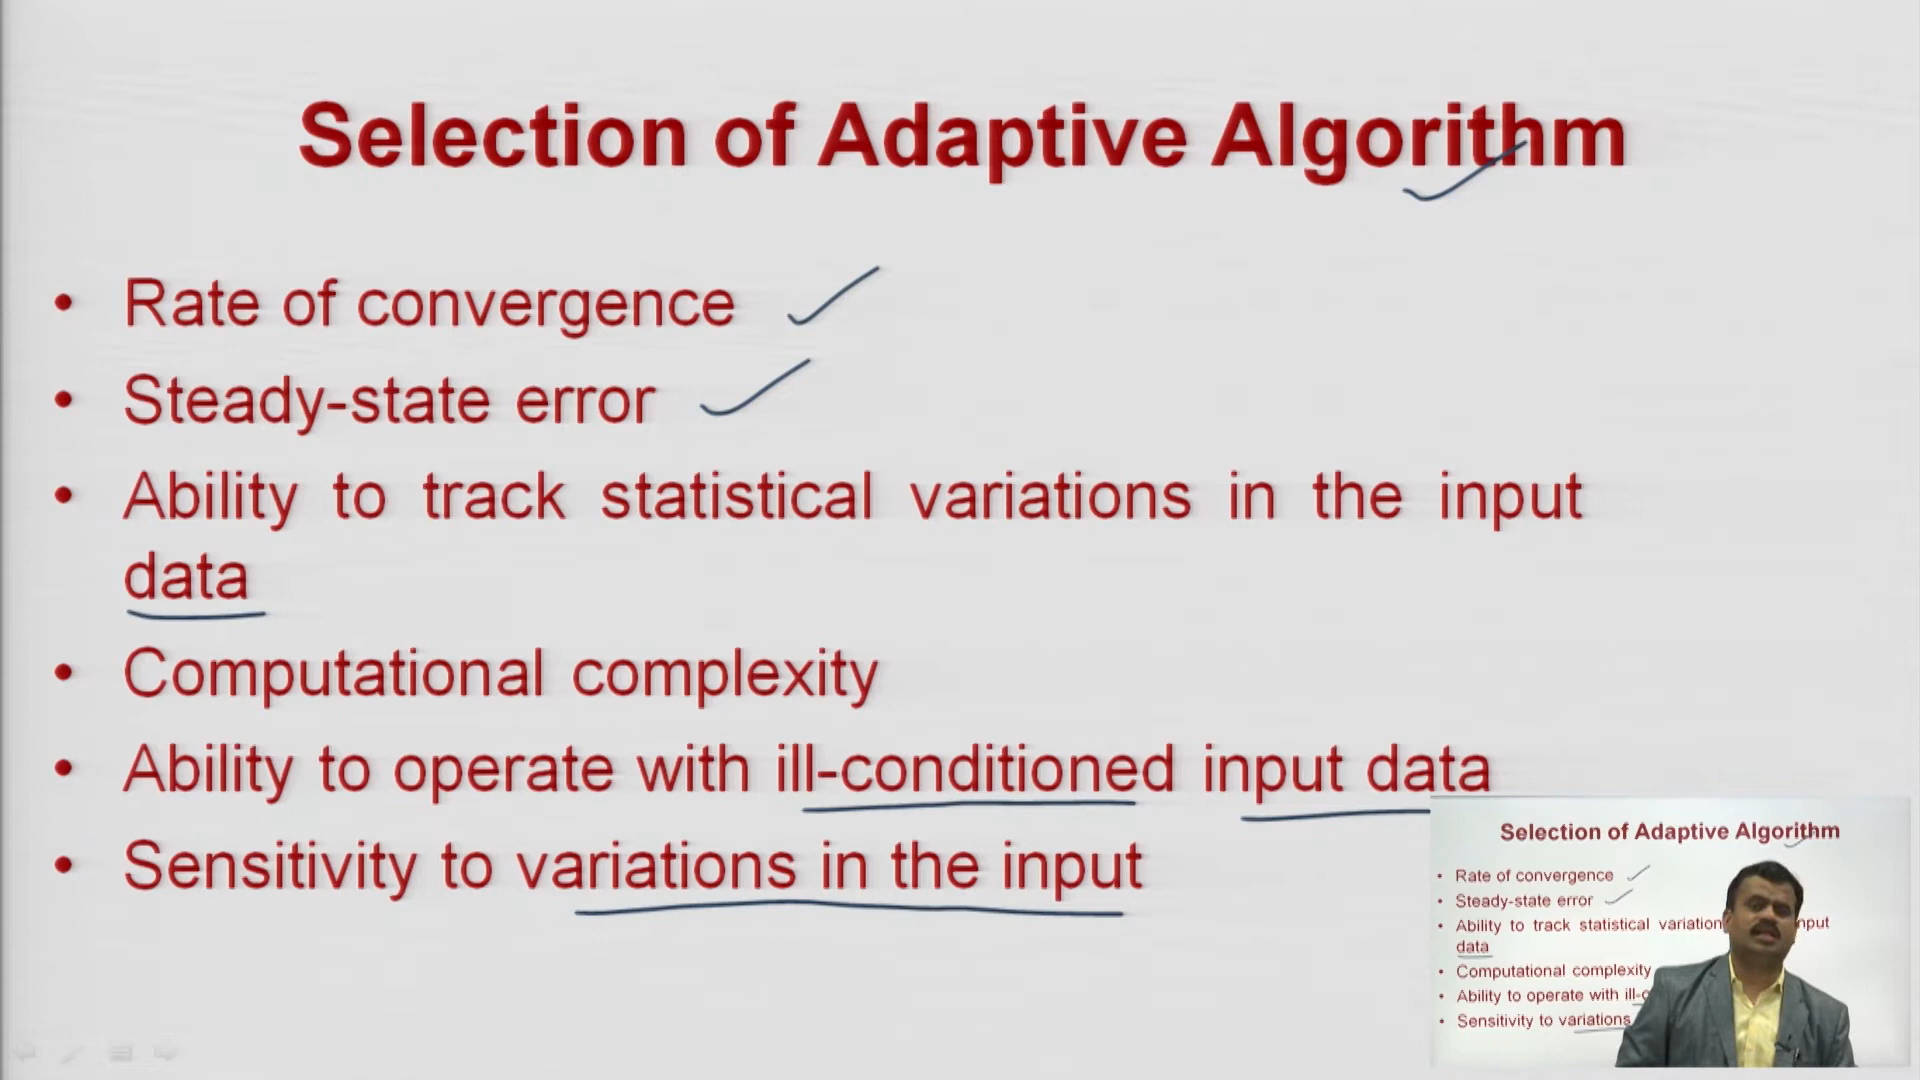 Selection of Adaptive Algorithm
• Rate of convergence
• Steady-state error
• Ability to track statistical variations in the input
data
• Computational complexity
• Ability to operate with ill-conditioned input data
• Sensitivity to variations in the input
Selection of Adaptive Algorithm
• Rate of convergence
• Steady-state error
• Ability to track statistical variation nput
data
• Computational complexity
• Ability to operate with ill-c
• Sensitivity to variations